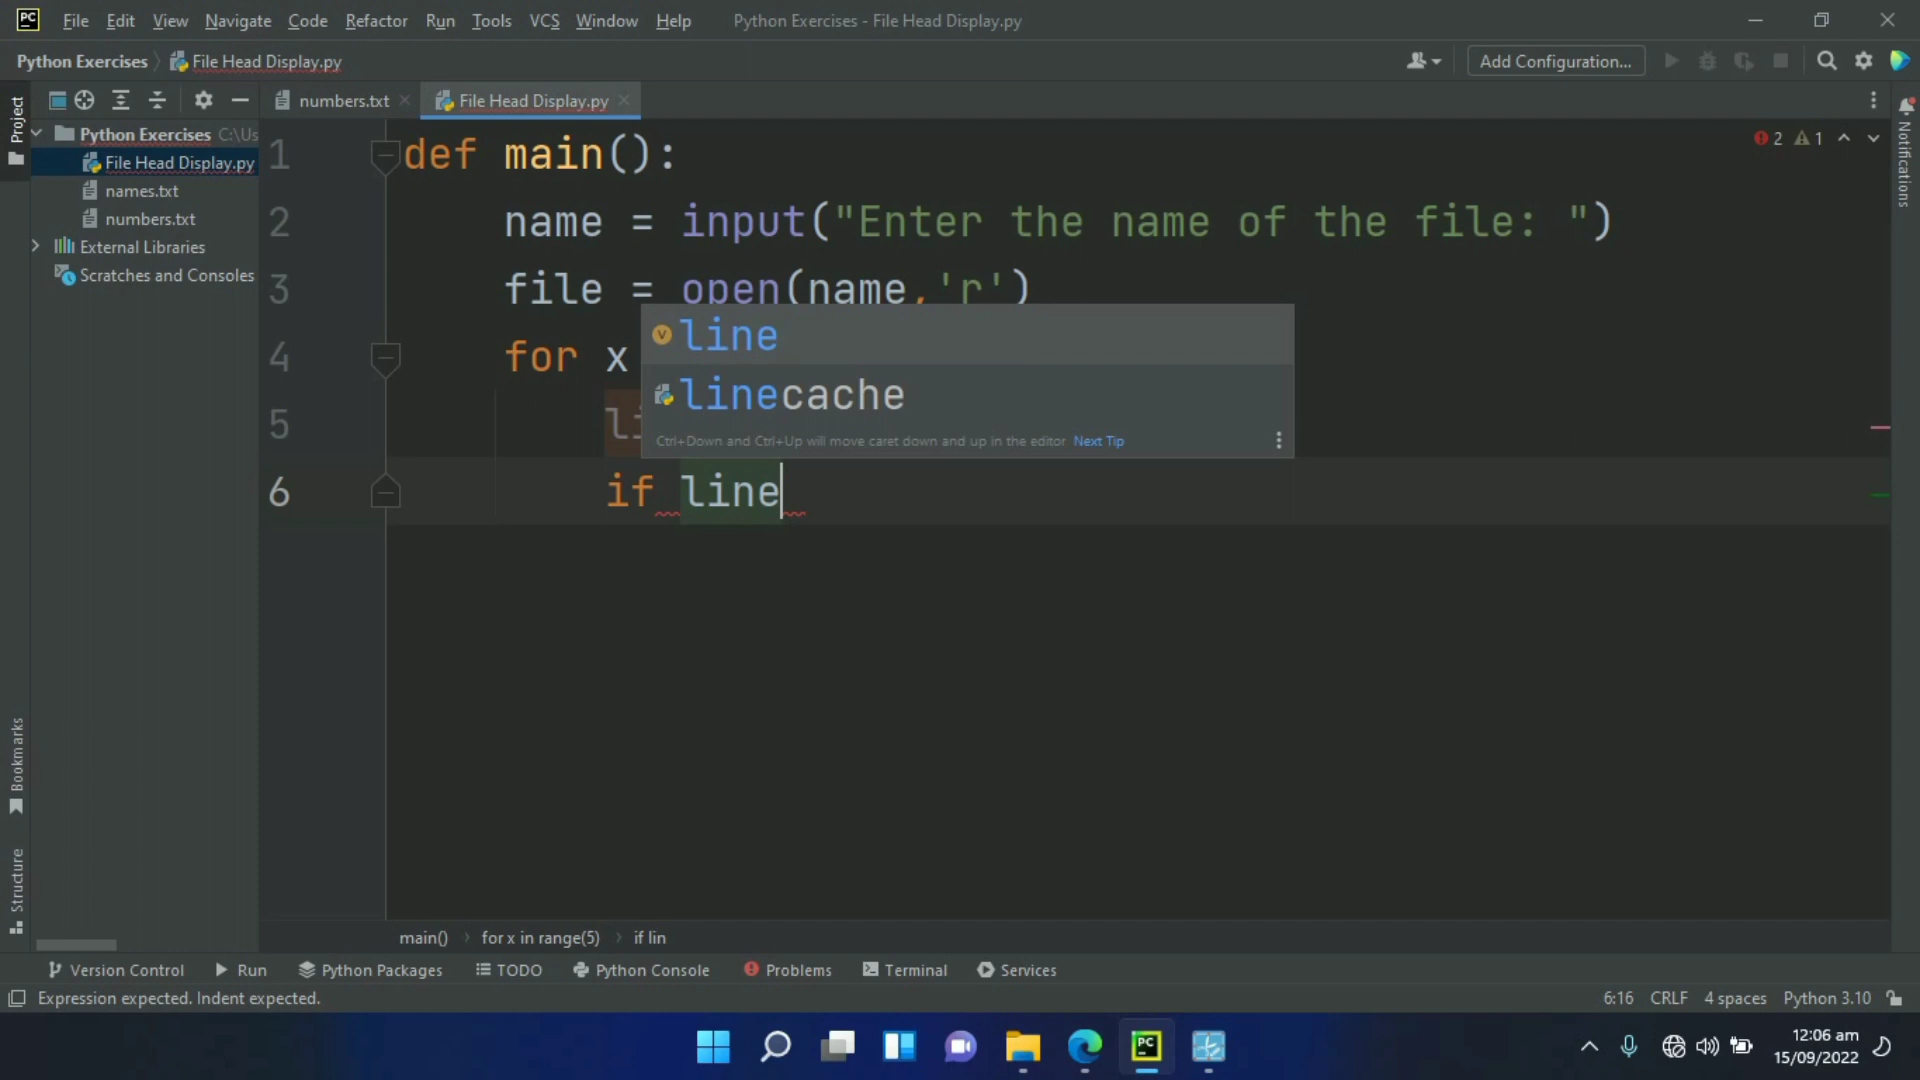 PC File Edit View Navigate Code Refactor Run Tools VCS Window Help Python Exercises - File Head Display.py
Python Exercises File Head Display.py Add Configuration...
numbers.txt File Head Display.py
Project
Python Exercises C:\Us
File Head Display.py
names.txt
numbers.txt
External Libraries
Scratches and Consoles
Bookmarks
Structure
Notifications
2 1
1 def main():
2 name = input("Enter the name of the file: ")
3 file = open(name,'r')
4 for x
5 li
6 if line
V line
linecache
Ctrl+Down and Ctrl+Up will move caret down and up in the editor Next Tip
main() for x in range(5) if lin
Version Control Run Python Packages TODO Python Console Problems Terminal Services
Expression expected. Indent expected. 6:16 CRLF 4 spaces Python 3.10
PC
12:06 am
15/09/2022